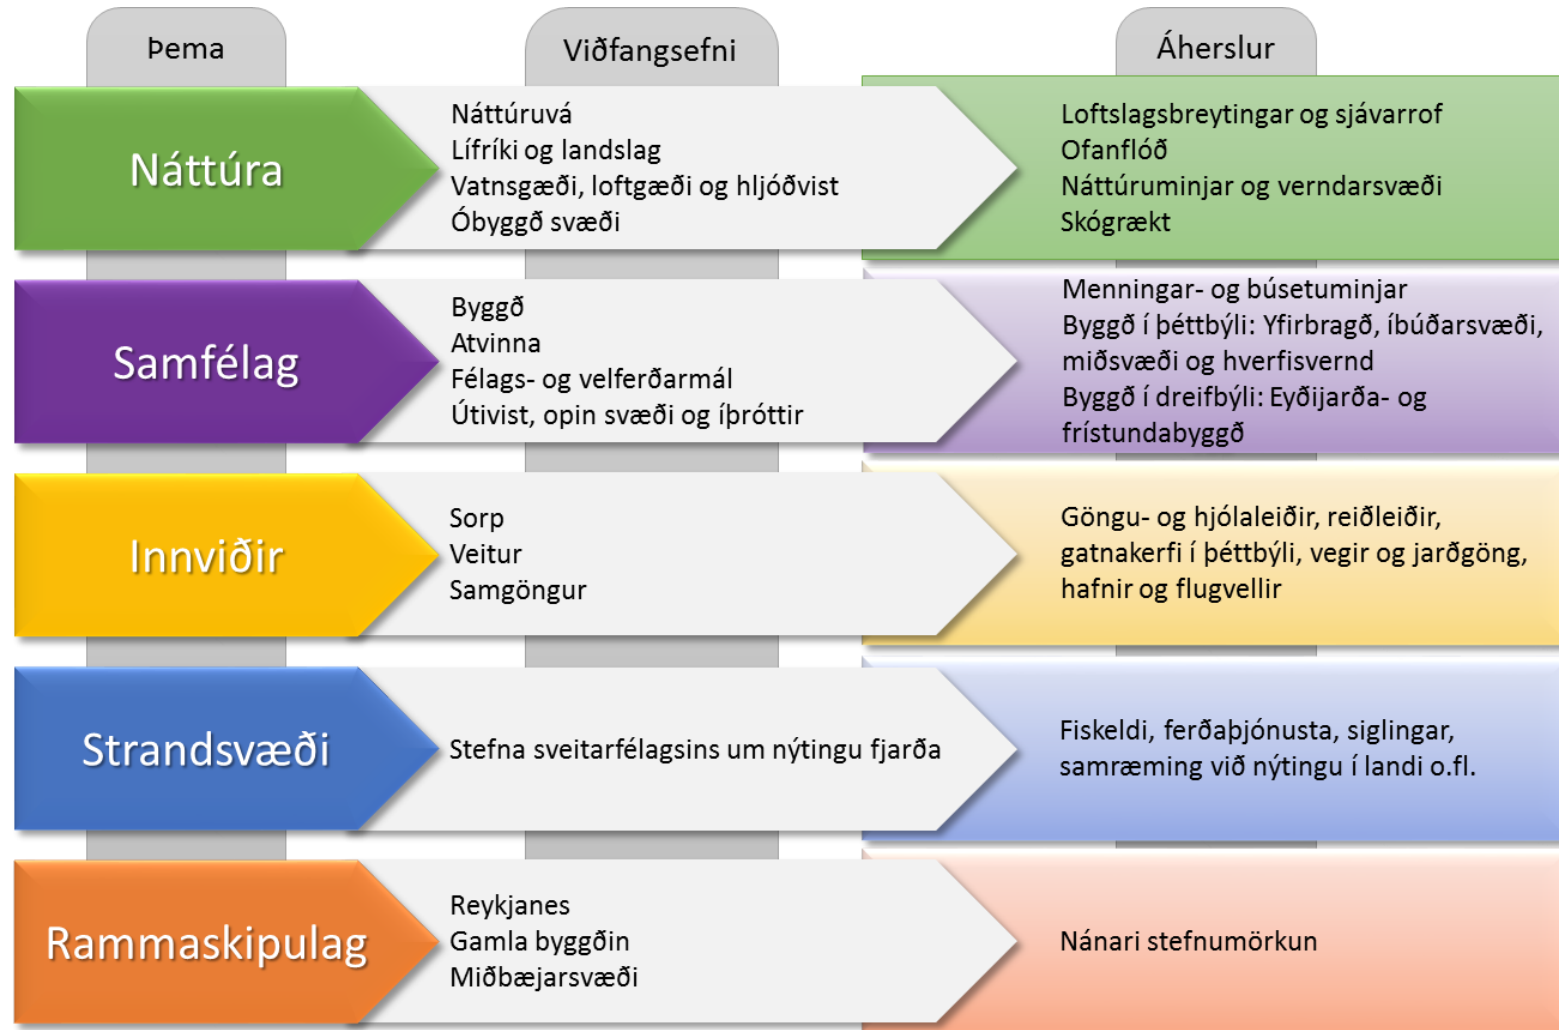 Þema
Viðfangsefni
Áherslur
Náttúra
Náttúruvá
Lífríki og landslag
Vatnsgæði, loftgæði og hljóðvist
Óbyggð svæði
Loftslagsbreytingar og sjávarrof
Ofanflóð
Náttúruminjar og verndarsvæði
Skógrækt
Samfélag
Byggð
Atvinna
Félags- og velferðarmál
Útivist, opin svæði og íþróttir
Menningar- og búsetuminjar
Byggð í þéttbýli: Yfirbragð, íbúðarsvæði,
miðsvæði og hverfisvernd
Byggð í dreifbýli: Eyðijarða- og
frístundabyggð
Innviðir
Sorp
Veitur
Samgöngur
Göngu- og hjólaleiðir, reiðleiðir,
gatnakerfi í þéttbýli, vegir og jarðgöng,
hafnir og flugvellir
Strandsvæði
Stefna sveitarfélagsins um nýtingu fjarða
Fiskeldi, ferðaþjónusta, siglingar,
samræming við nýtingu í landi o.fl.
Rammaskipulag
Reykjanes
Gamla byggðin
Miðbæjarsvæði
Nánari stefnumörkun